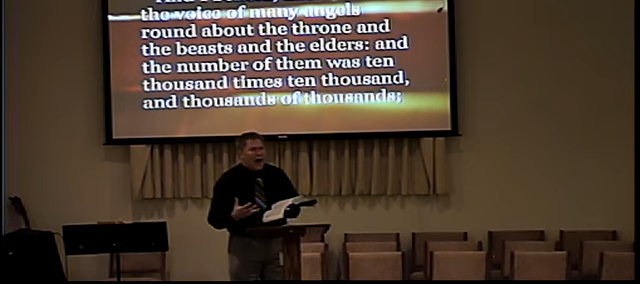 the voice of many angels
round about the throne and
the beasts and the elders: and
the number of them was ten
thousand times ten thousand,
and thousands of thousands;